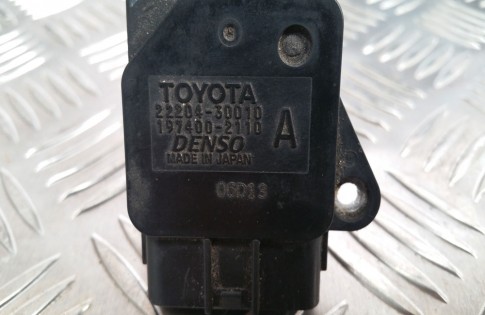 TOYOTA
22204-30010
197400-2110
A
DENSO
MADE IN JAPAN
06D13